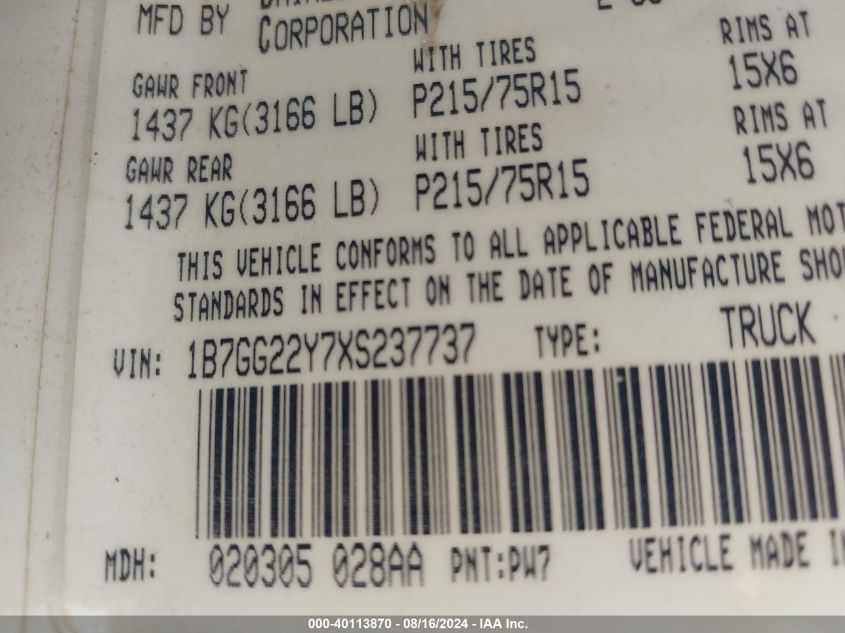 MFD BY
CORPORATION
GAWR FRONT WITH TIRES RIMS AT
1437 KG(3166 LB) P215/75R15 15X6
GAWR REAR WITH TIRES RIMS AT
1437 KG(3166 LB) P215/75R15 15X6
THIS VEHICLE CONFORMS TO ALL APPLICABLE FEDERAL MOT
STANDARDS IN EFFECT ON THE DATE OF MANUFACTURE SHO
VIN: 1B7GG22Y7XS237737 TYPE: TRUCK
MDH: 020305 028AA PNT:PW7 VEHICLE MADE I
000-40113870 - 08/16/2024 - IAA Inc.